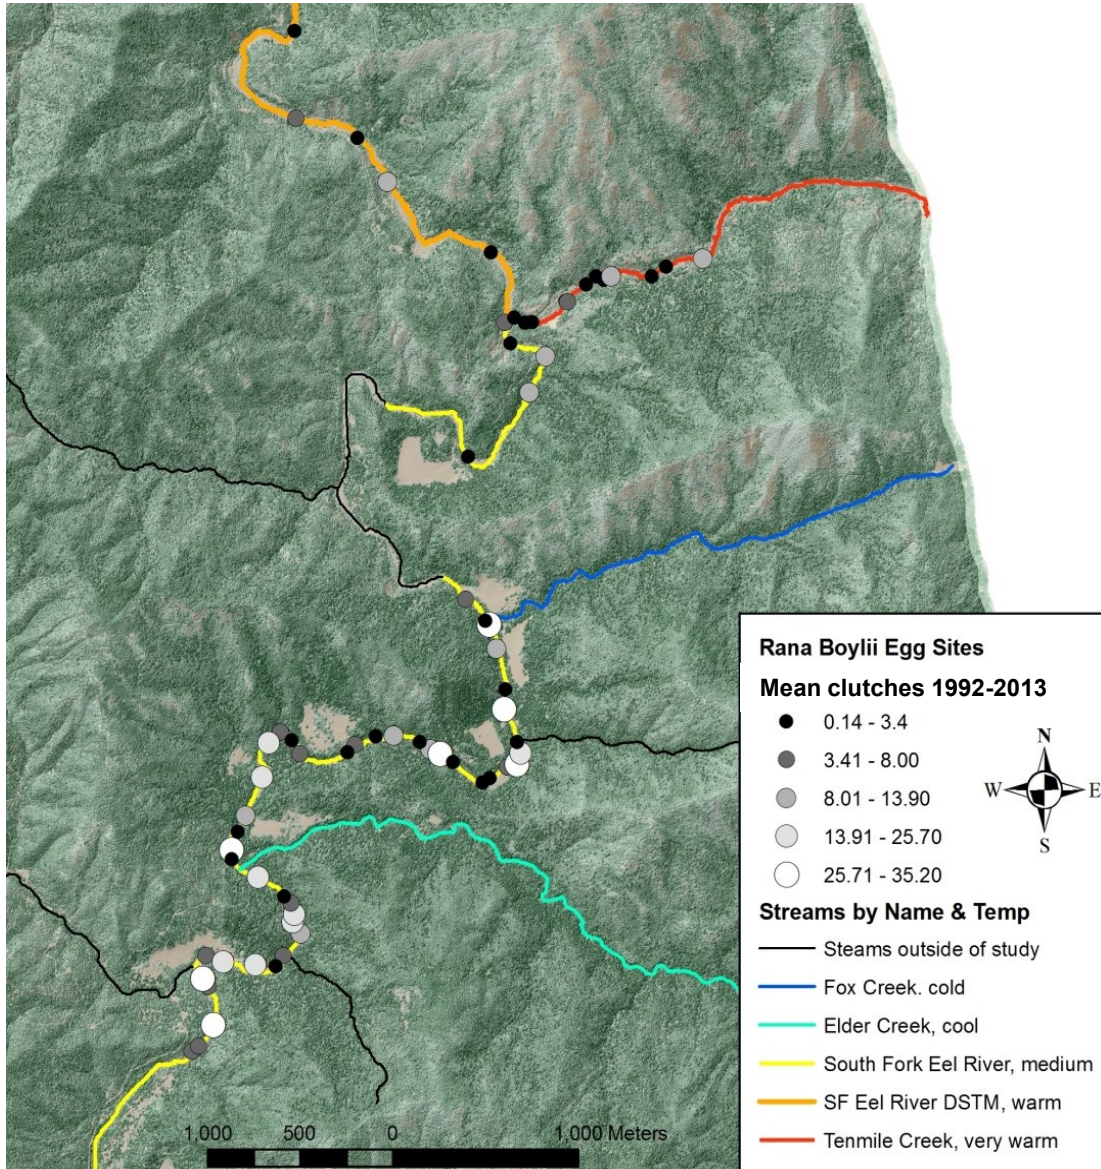 Rana Boylii Egg Sites
Mean clutches 1992-2013
0.14 - 3.4
3.41 - 8.00
8.01 - 13.90
13.91 - 25.70
25.71 - 35.20
N
W E
S
Streams by Name & Temp
Steams outside of study
Fox Creek. cold
Elder Creek, cool
South Fork Eel River, medium
SF Eel River DSTM, warm
Tenmile Creek, very warm
1,000 500 0 1,000 Meters